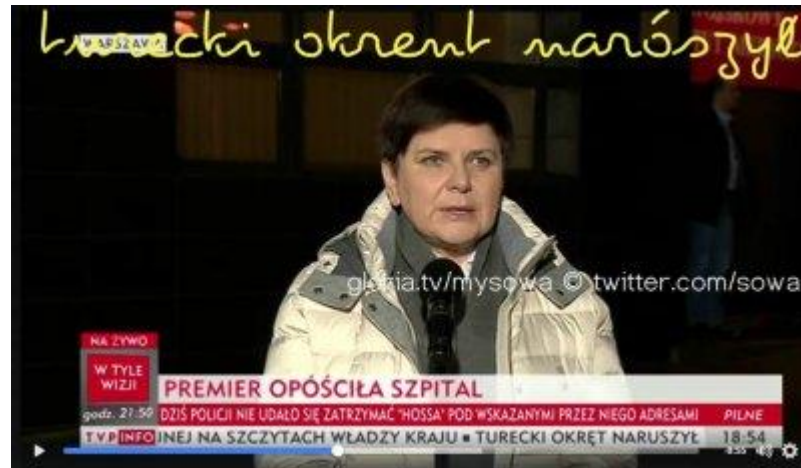 turecki okrent narószył
WARSZAWA
gloria.tv/mysowa © twitter.com/sowa
NA ŻYWO
W TYLE
WIZJI
PREMIER OPÓŚCIŁA SZPITAL
godz. 21:50 DZIŚ POLICJI NIE UDAŁO SIĘ ZATRZYMAĆ "HOSSA" POD WSKAZANYMI PRZEZ NIEGO ADRESAMI PILNE
TVP INFO JNEJ NA SZCZYTACH WŁADZY KRAJU ▪ TURECKI OKRĘT NARUSZYŁ 18:54